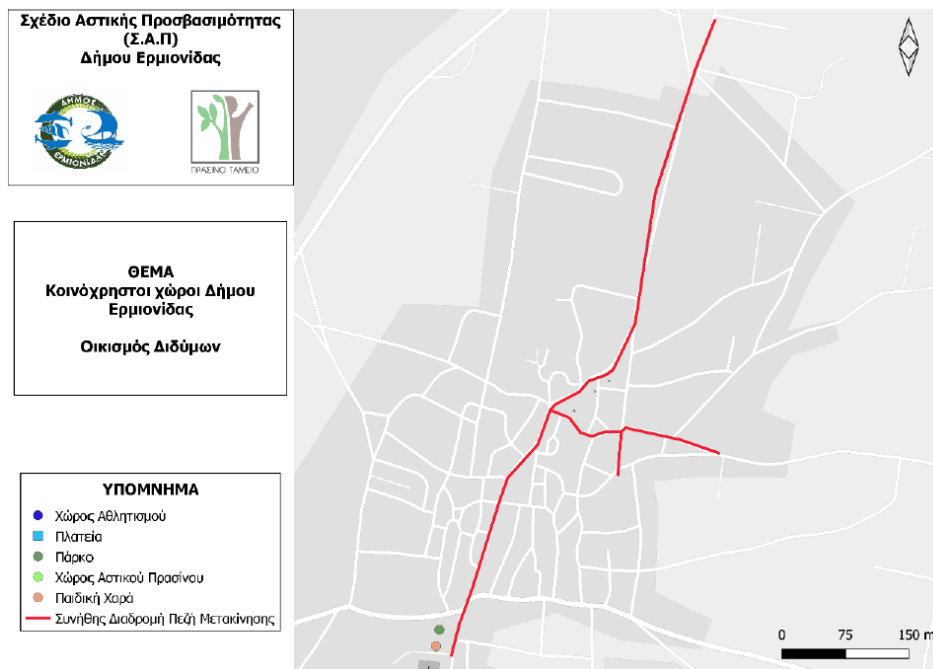 Σχέδιο Αστικής Προσβασιμότητας
(Σ.Α.Π)
Δήμου Ερμιονίδας
ΔΗΜΟΣ
ΕΡΜΙΟΝΙΔΑΣ
ΠΡΑΣΙΝΟ ΤΑΜΕΙΟ
ΘΕΜΑ
Κοινόχρηστοι χώροι Δήμου
Ερμιονίδας
Οικισμός Διδύμων
ΥΠΟΜΝΗΜΑ
Χώρος Αθλητισμού
Πλατεία
Πάρκο
Χώρος Αστικού Πρασίνου
Παιδική Χαρά
Συνήθης Διαδρομή Πεζή Μετακίνησης
0 75 150 m